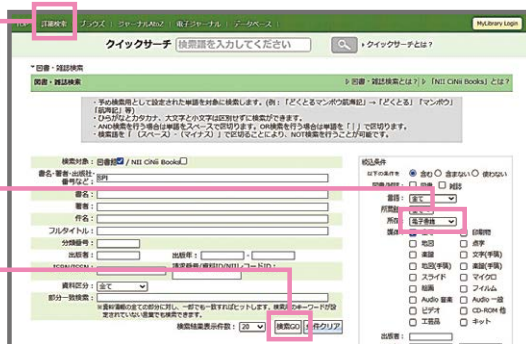 詳細検索 | ブラウズ | ジャーナルAtoZ | 電子ジャーナル | データベース |
MyLibrary Login
クイックサーチ 検索語を入力してください クイックサーチとは?
図書・雑誌検索
図書・雑誌検索 図書・雑誌検索とは? 「NII CiNii Books」とは?
・予め検索用として設定された単語を対象に検索します。(例:「どくとるマンボウ航海記」→「どくとる」「マンボウ」
「航海記」等)
・ひらがなとカタカナ、大文字と小文字は区別せずに検索ができます。
・AND検索を行う場合は単語をスペースで区切ります。OR検索を行う場合は単語を「|」で区切ります。
・検索語を「 (スペース)-(マイナス)」で区切ることにより、NOT検索を行うことが可能です。
検索対象: 図書館 / NII CiNii Books
書名・著者・出版社・
番号など:
書名:
著者:
件名:
フルタイトル:
分類番号:
出版者: 出版年: -
ISBN/ISSN:
資料区分: 全て
部分一致検索:
検索結果表示件数: 20 検索GO 条件クリア
絞込条件
以下の条件を 含む 含まない 使わない
図書 雑誌
言語: 全て
所在: 電子書籍
印刷物
地図 点字
楽譜 文字(手稿)
地図(手稿) 楽譜(手稿)
スライド マイクロ
絵画 フィルム
Audio 音楽 Audio 一般
ビデオ CD-ROM 他
工芸品 キット
出版者: